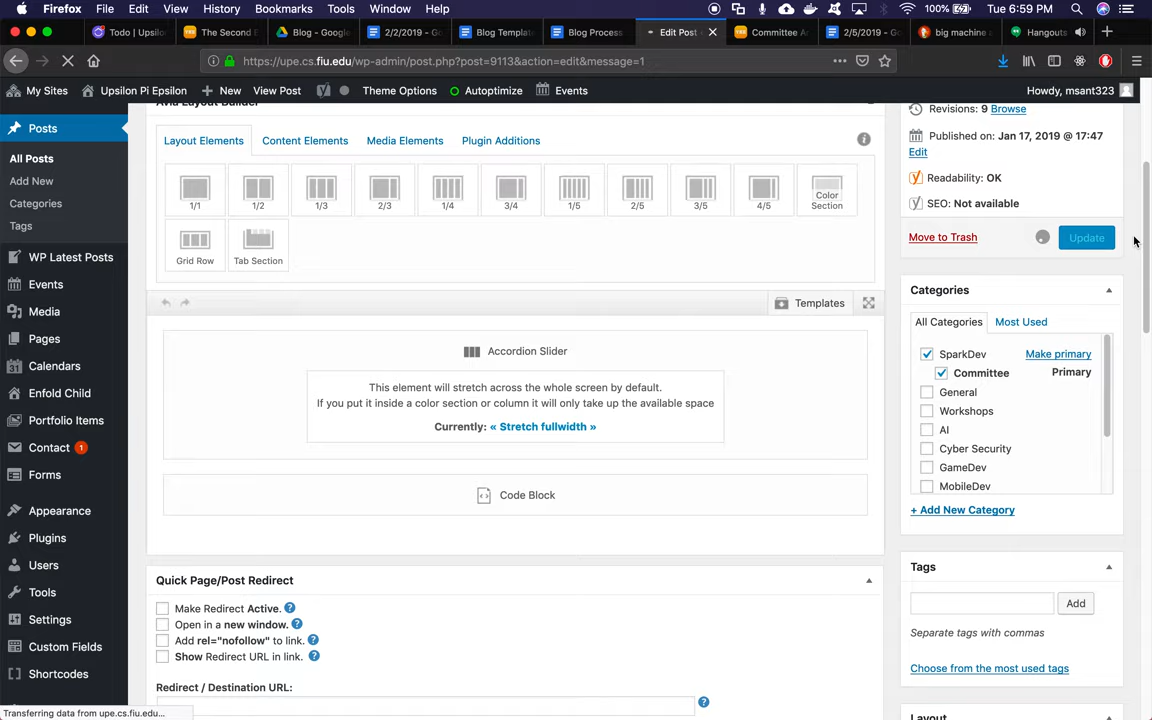 Firefox File Edit View History Bookmarks Tools Window Help 100% Tue 6:59 PM
Todo | Upsilo
The Second E
Blog - Google
2/2/2019 - Go
Blog Templat
Blog Process
Edit Post
Committee Ar
2/5/2019 - Go
big machine a
Hangouts
https://upe.cs.fiu.edu/wp-admin/post.php?post=9113&action=edit&message=1
My Sites Upsilon Pi Epsilon New View Post Theme Options Autoptimize Events Howdy, msant323
Posts
All Posts
Add New
Categories
Tags
WP Latest Posts
Events
Media
Pages
Calendars
Enfold Child
Portfolio Items
Contact 1
Forms
Appearance
Plugins
Users
Tools
Settings
Custom Fields
Shortcodes
Transferring data from upe.cs.fiu.edu...
Avia Layout Builder
Layout Elements Content Elements Media Elements Plugin Additions
1/1 1/2 1/3 2/3 1/4 3/4 1/5 2/5 3/5 4/5 Color Section
Grid Row Tab Section
Templates
Accordion Slider
This element will stretch across the whole screen by default.
If you put it inside a color section or column it will only take up the available space
Currently: « Stretch fullwidth »
Code Block
Quick Page/Post Redirect
Make Redirect Active. ?
Open in a new window. ?
Add rel="nofollow" to link. ?
Show Redirect URL in link. ?
Redirect / Destination URL:
?
Revisions: 9 Browse
Published on: Jan 17, 2019 @ 17:47
Edit
Readability: OK
SEO: Not available
Move to Trash Update
Categories
All Categories Most Used
SparkDev Make primary
Committee Primary
General
Workshops
AI
Cyber Security
GameDev
MobileDev
+ Add New Category
Tags
Add
Separate tags with commas
Choose from the most used tags
Layout